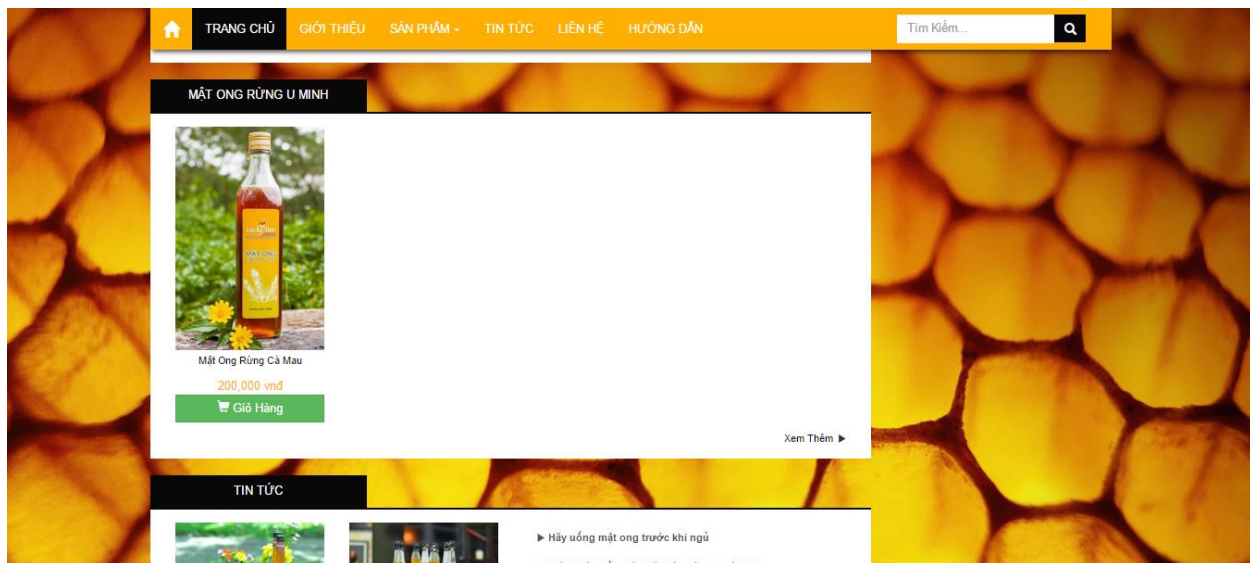 TRANG CHỦ GIỚI THIỆU SẢN PHẨM TIN TỨC LIÊN HỆ HƯỚNG DẪN Tìm Kiếm...
MẬT ONG RỪNG U MINH
MẬT ONG
Mật Ong Rừng Cà Mau
200,000 vnđ
Giỏ Hàng
Xem Thêm
TIN TỨC
Hãy uống mật ong trước khi ngủ